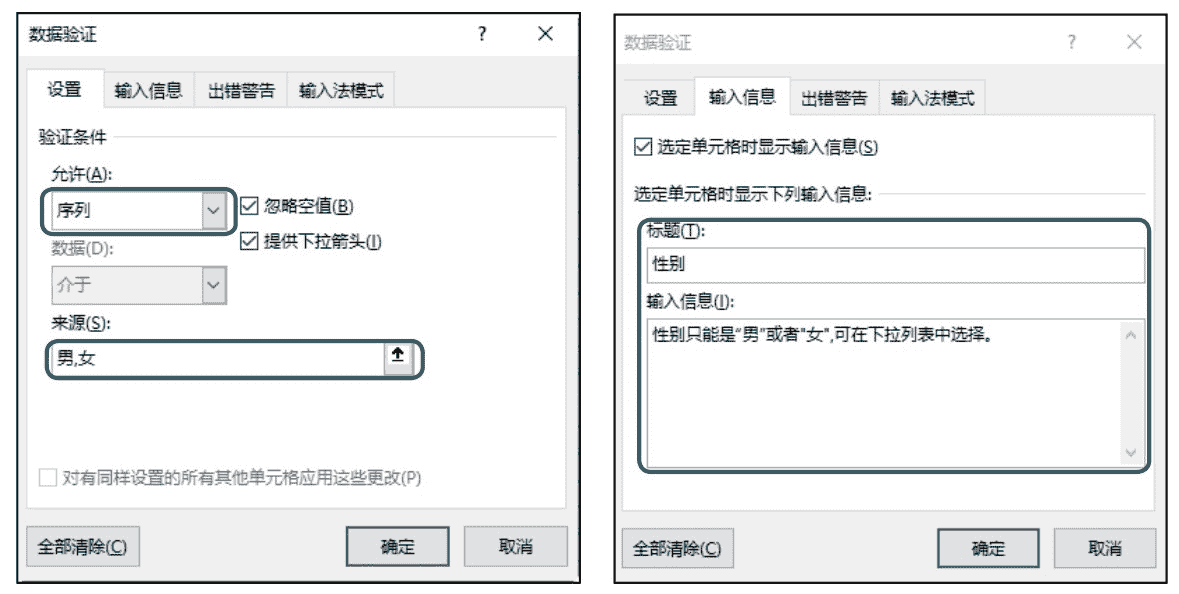 数据验证 ?
设置 输入信息 出错警告 输入法模式
验证条件
允许(A):
序列
忽略空值(B)
提供下拉箭头(I)
数据(D):
介于
来源(S):
男,女
对有同样设置的所有其他单元格应用这些更改(P)
全部清除(C) 确定 取消
数据验证 ?
设置 输入信息 出错警告 输入法模式
选定单元格时显示输入信息(S)
选定单元格时显示下列输入信息:
标题(T):
性别
输入信息(I):
性别只能是“男”或者"女",可在下拉列表中选择。
全部清除(C) 确定 取消